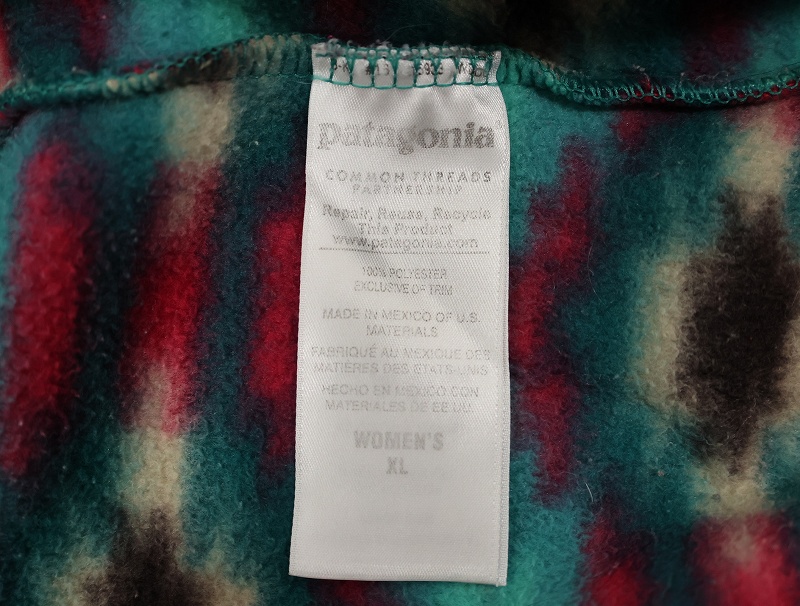 patagonia
COMMON THREADS
PARTNERSHIP
Repair, Reuse, Recycle
This Product
www.patagonia.com
100% POLYESTER
EXCLUSIVE OF TRIM
MADE IN MEXICO OF U.S.
MATERIALS
FABRIQUÉ AU MEXIQUE DES
MATIERES DES ETATS-UNIS
HECHO EN MEXICO CON
MATERIALES DE EE.UU.
WOMEN'S
XL